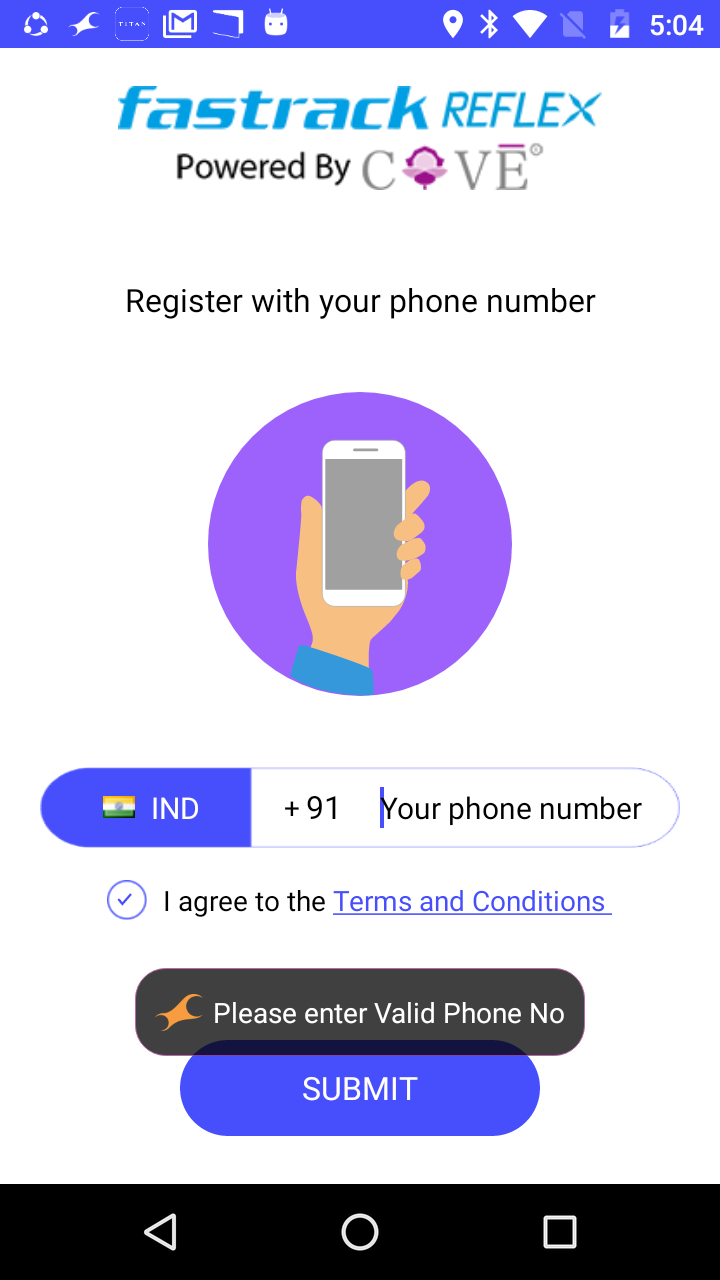 TITAN
5:04
fastrack REFLEX
Powered By COVE®
Register with your phone number
IND
+ 91
Your phone number
I agree to the Terms and Conditions
Please enter Valid Phone No
SUBMIT